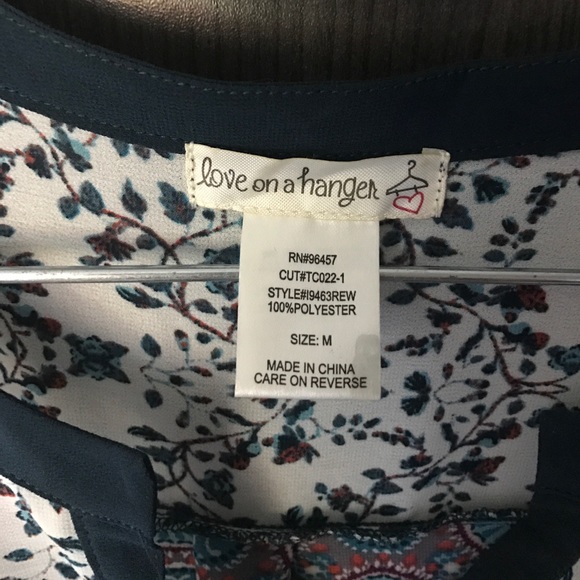 love on a hanger
RN#96457
CUT#TC022-1
STYLE#I9463REW
100%POLYESTER
SIZE: M
MADE IN CHINA
CARE ON REVERSE